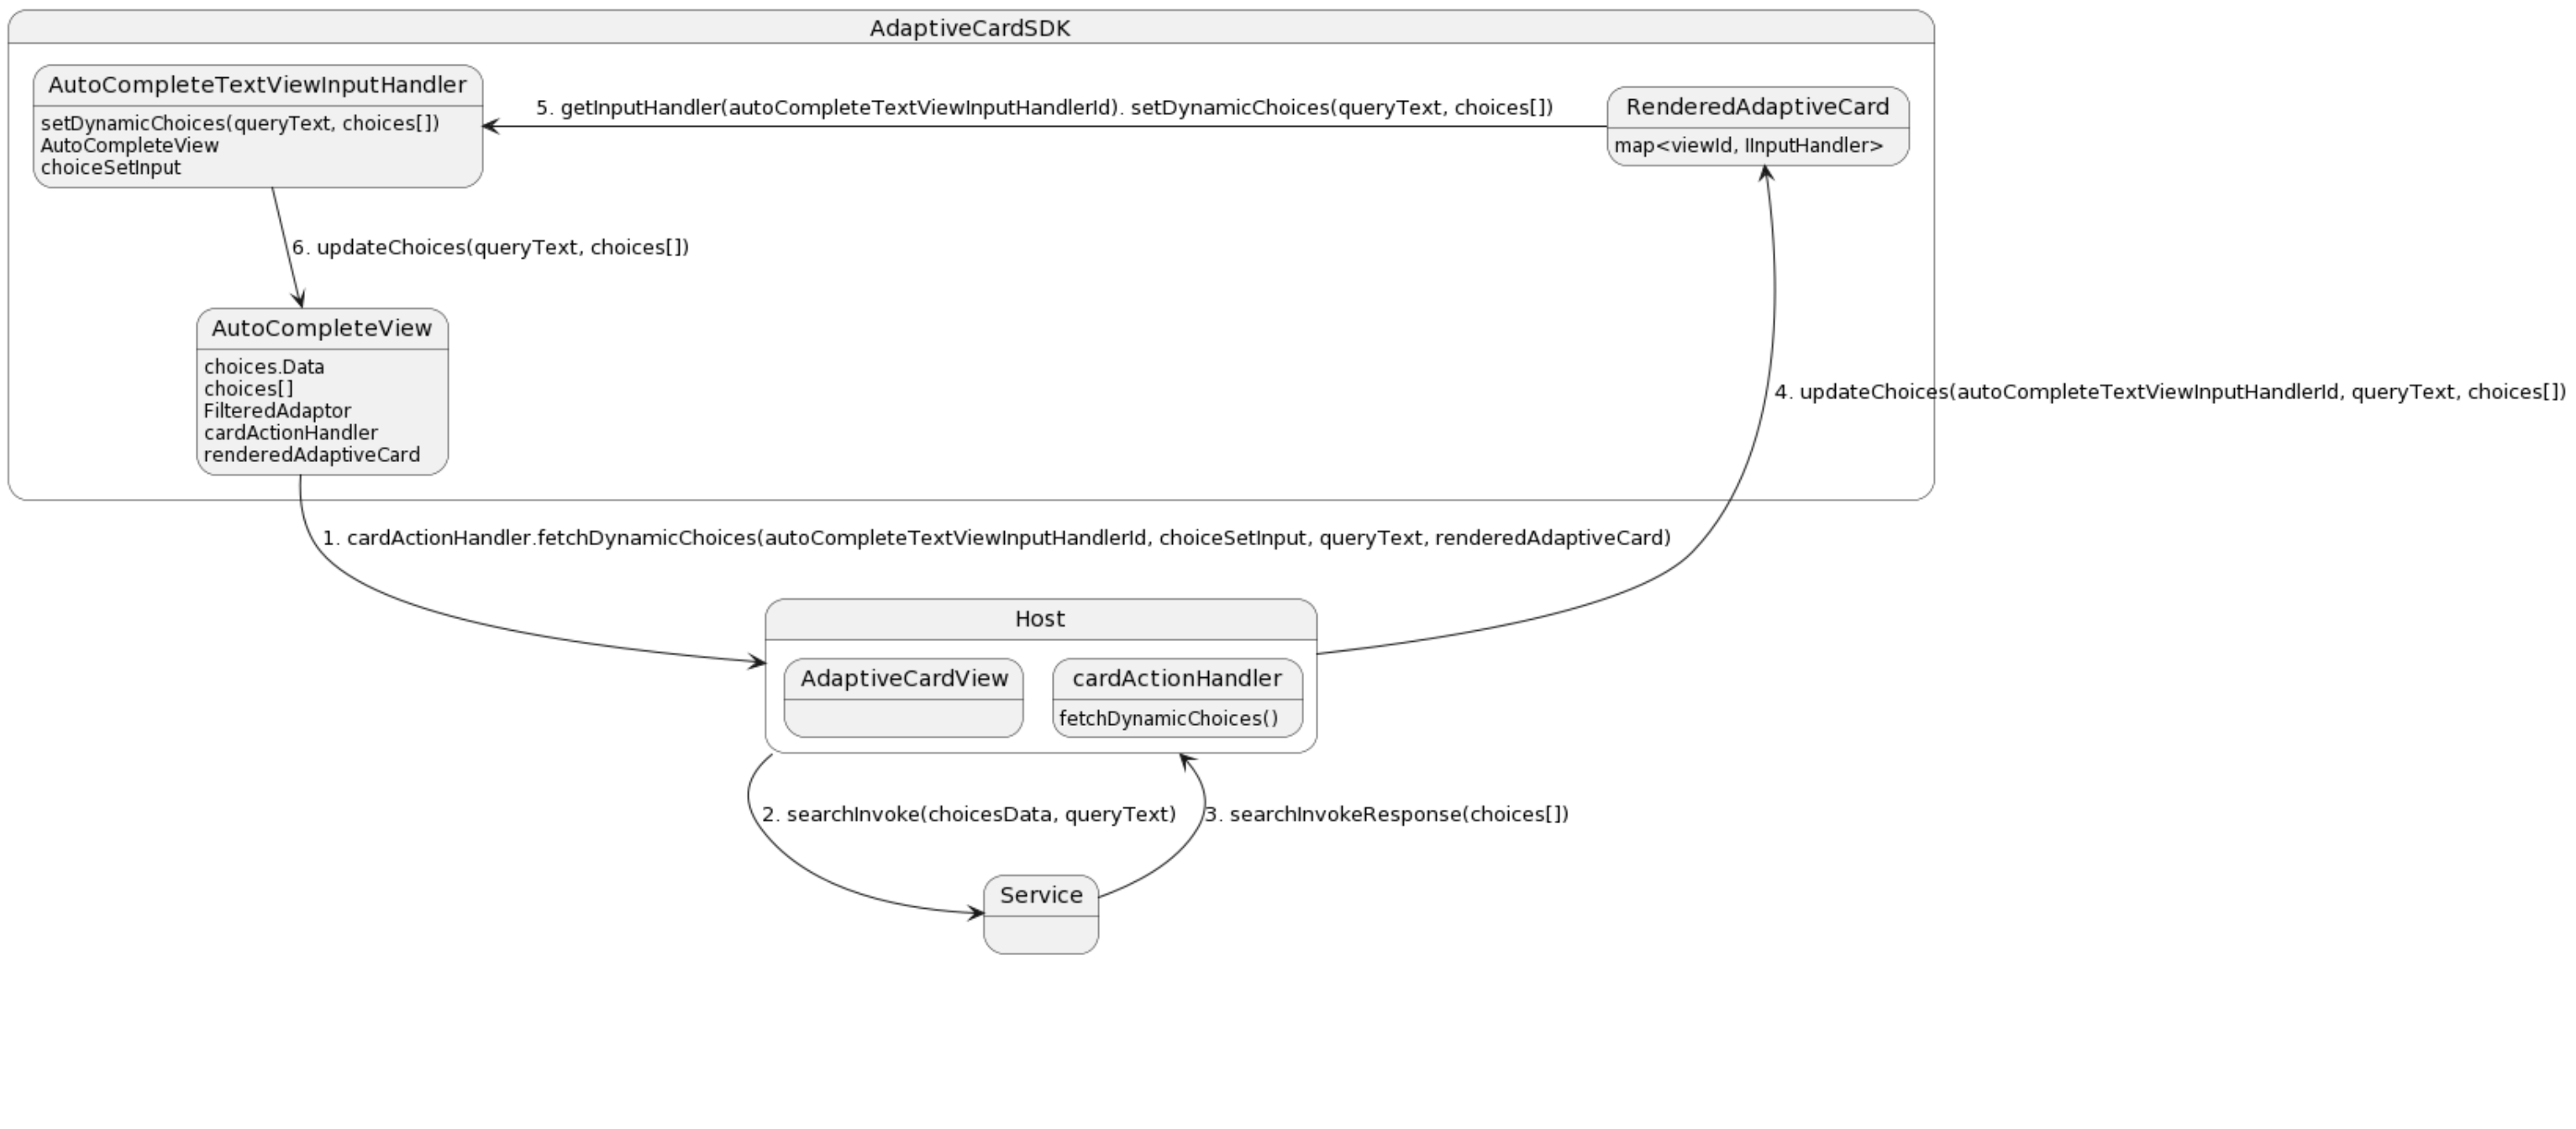 AdaptiveCardSDK
AutoCompleteTextViewInputHandler
setDynamicChoices(queryText, choices[])
AutoCompleteView
choiceSetInput
5. getInputHandler(autoCompleteTextViewInputHandlerId). setDynamicChoices(queryText, choices[])
RenderedAdaptiveCard
map<viewId, IInputHandler>
6. updateChoices(queryText, choices[])
AutoCompleteView
choices.Data
choices[]
FilteredAdaptor
cardActionHandler
renderedAdaptiveCard
4. updateChoices(autoCompleteTextViewInputHandlerId, queryText, choices[])
1. cardActionHandler.fetchDynamicChoices(autoCompleteTextViewInputHandlerId, choiceSetInput, queryText, renderedAdaptiveCard)
Host
AdaptiveCardView
cardActionHandler
fetchDynamicChoices()
2. searchInvoke(choicesData, queryText)
3. searchInvokeResponse(choices[])
Service